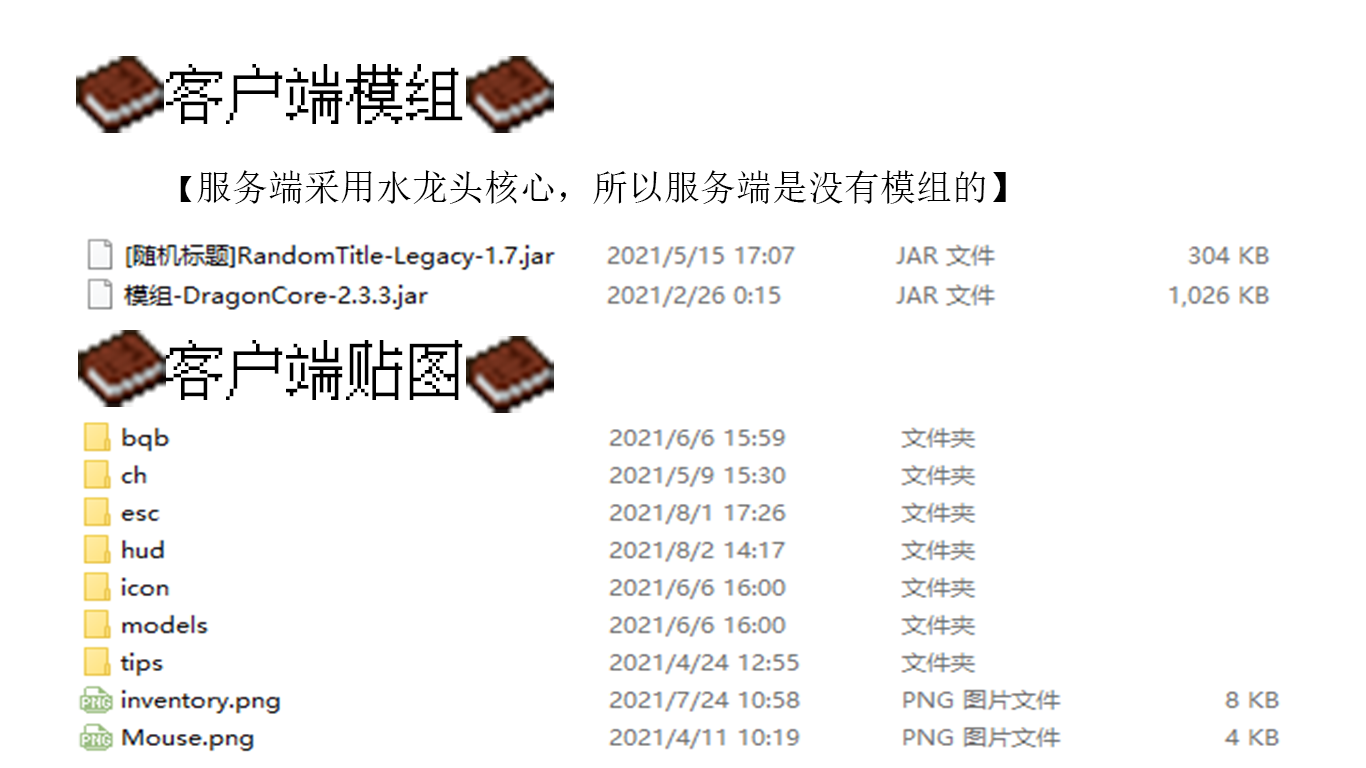 客户端模组
【服务端采用水龙头核心，所以服务端是没有模组的】
[随机标题]RandomTitle-Legacy-1.7.jar 2021/5/15 17:07 JAR 文件 304 KB
模组-DragonCore-2.3.3.jar 2021/2/26 0:15 JAR 文件 1,026 KB
客户端贴图
bqb 2021/6/6 15:59 文件夹
ch 2021/5/9 15:30 文件夹
esc 2021/8/1 17:26 文件夹
hud 2021/8/2 14:17 文件夹
icon 2021/6/6 16:00 文件夹
models 2021/6/6 16:00 文件夹
tips 2021/4/24 12:55 文件夹
PNG inventory.png 2021/7/24 10:58 PNG 图片文件 8 KB
PNG Mouse.png 2021/4/11 10:19 PNG 图片文件 4 KB